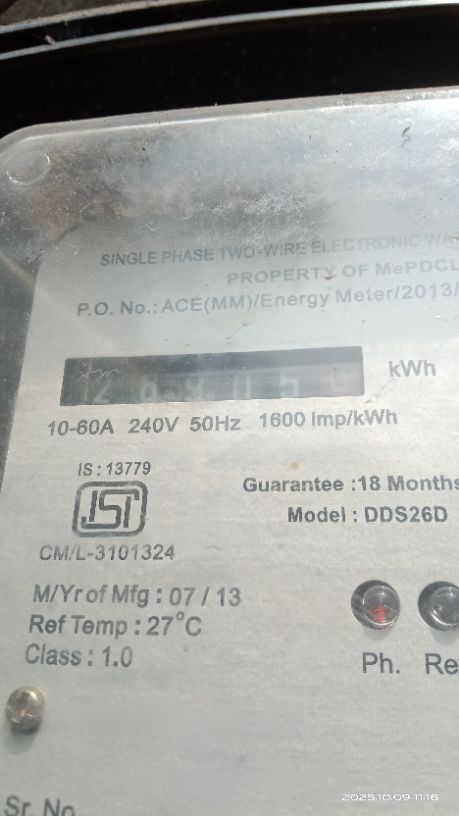 SINGLE PHASE TWO-WIRE ELECTRONIC
PROPERTY OF MePDCL
P.O. No.: ACE(MM)/Energy Meter/2013/
kWh
10-60A 240V 50Hz 1600 Imp/kWh
IS : 13779
ISI
CM/L-3101324
Guarantee :18 Months
Model : DDS26D
M/Yr of Mfg : 07 / 13
Ref Temp : 27°C
Class : 1.0
Ph. Re
Sr. No.
2025.10.09 11:18